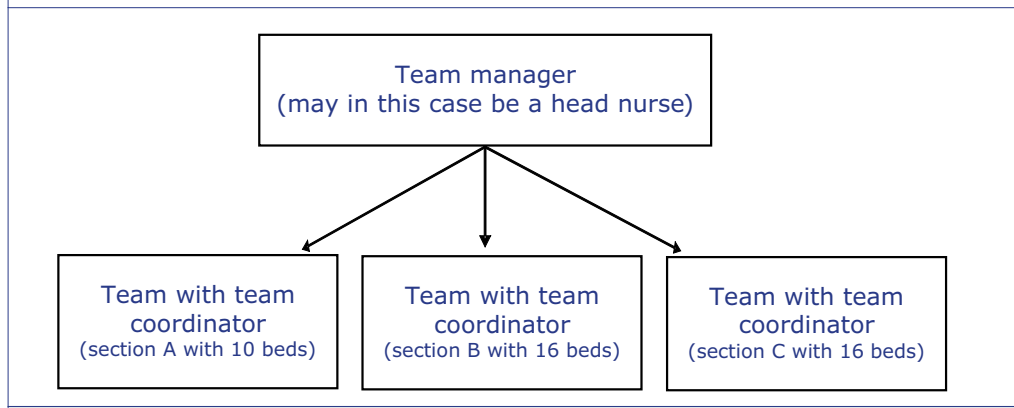 Team manager
(may in this case be a head nurse)
Team with team
coordinator
(section A with 10 beds)
Team with team
coordinator
(section B with 16 beds)
Team with team
coordinator
(section C with 16 beds)